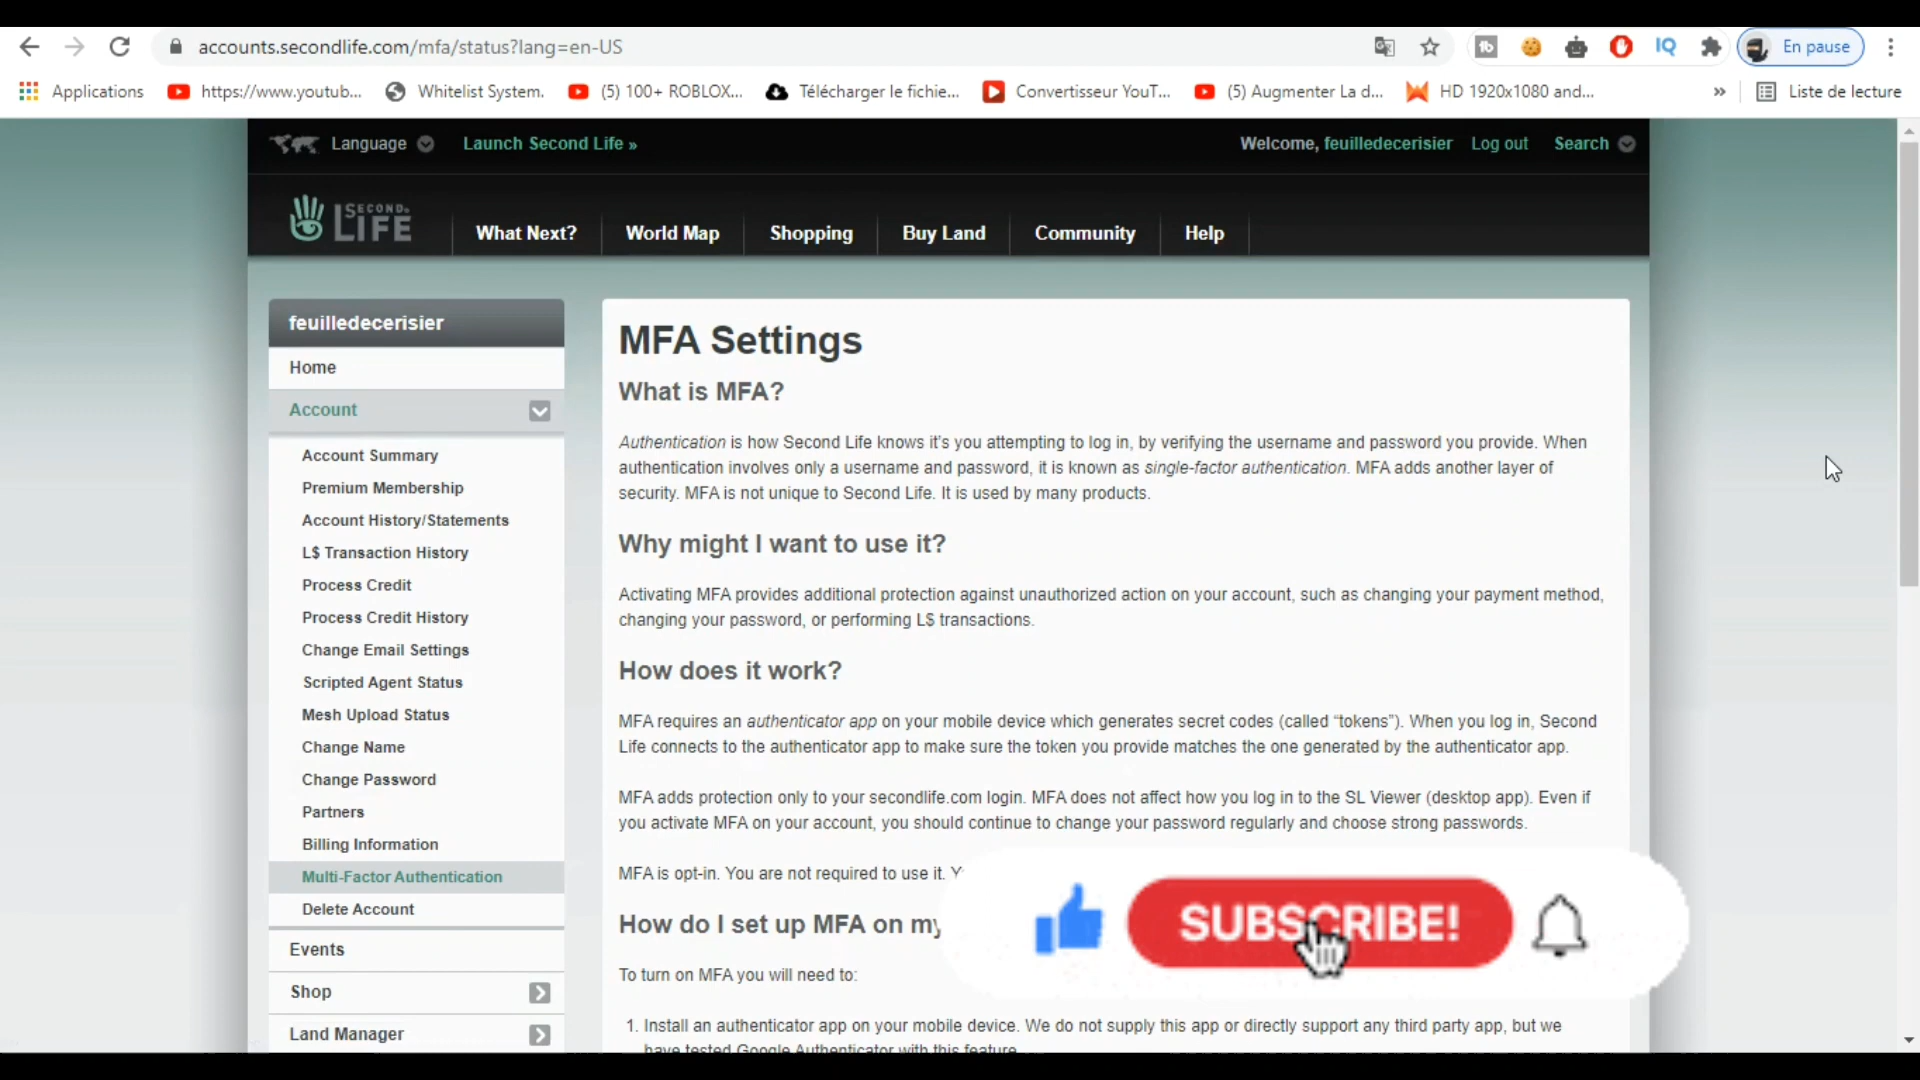 accounts.secondlife.com/mfa/status?lang=en-US
En pause
Applications
https://www.youtub...
Whitelist System.
(5) 100+ ROBLOX...
Télécharger le fichie...
Convertisseur YouT...
(5) Augmenter La d...
HD 1920x1080 and...
»
Liste de lecture
Language
Launch Second Life »
Welcome, feuilledecerisier
Log out
Search
SECOND LIFE
What Next?
World Map
Shopping
Buy Land
Community
Help
feuilledecerisier
Home
Account
Account Summary
Premium Membership
Account History/Statements
L$ Transaction History
Process Credit
Process Credit History
Change Email Settings
Scripted Agent Status
Mesh Upload Status
Change Name
Change Password
Partners
Billing Information
Multi-Factor Authentication
Delete Account
Events
Shop
Land Manager
MFA Settings
What is MFA?
Authentication is how Second Life knows it's you attempting to log in, by verifying the username and password you provide. When
authentication involves only a username and password, it is known as single-factor authentication. MFA adds another layer of
security. MFA is not unique to Second Life. It is used by many products.
Why might I want to use it?
Activating MFA provides additional protection against unauthorized action on your account, such as changing your payment method,
changing your password, or performing L$ transactions.
How does it work?
MFA requires an authenticator app on your mobile device which generates secret codes (called “tokens”). When you log in, Second
Life connects to the authenticator app to make sure the token you provide matches the one generated by the authenticator app.
MFA adds protection only to your secondlife.com login. MFA does not affect how you log in to the SL Viewer (desktop app). Even if
you activate MFA on your account, you should continue to change your password regularly and choose strong passwords.
MFA is opt-in. You are not required to use it.
How do I set up MFA on my
SUBSCRIBE!
To turn on MFA you will need to:
1. Install an authenticator app on your mobile device. We do not supply this app or directly support any third party app, but we
have tested Google Authenticator with this feature.